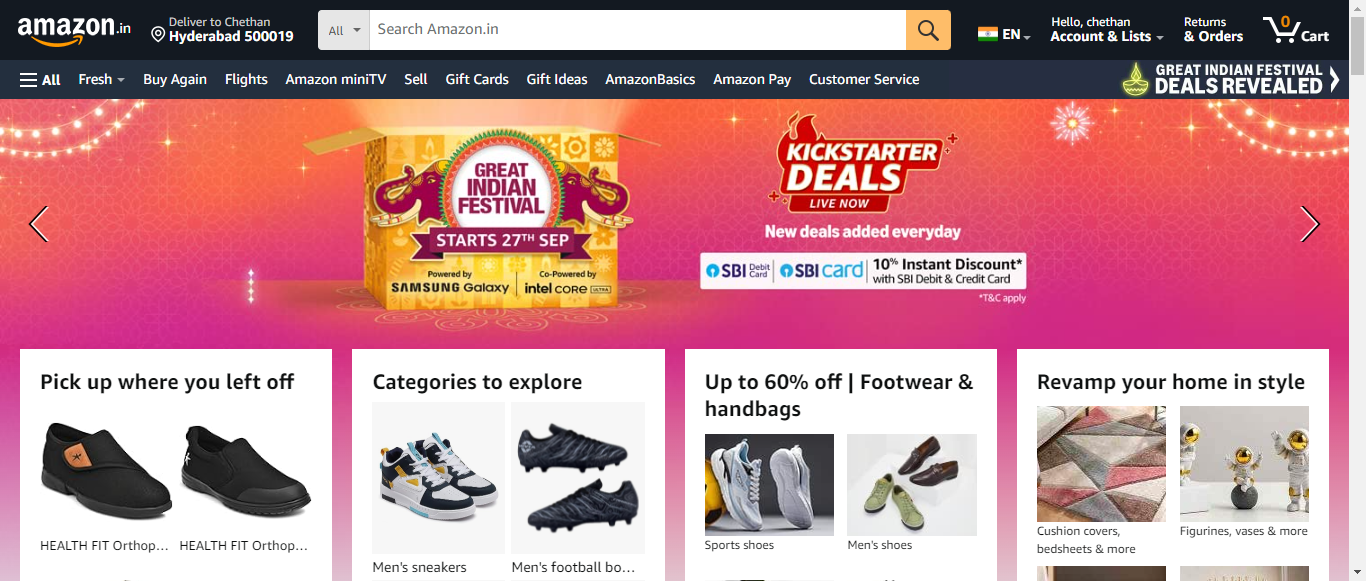 amazon.in
Deliver to Chethan
Hyderabad 500019
All
Search Amazon.in
EN
Hello, chethan
Account & Lists
Returns
& Orders
0
Cart
All
Fresh
Buy Again
Flights
Amazon miniTV
Sell
Gift Cards
Gift Ideas
AmazonBasics
Amazon Pay
Customer Service
GREAT INDIAN FESTIVAL
DEALS REVEALED
GREAT
INDIAN
FESTIVAL
STARTS 27TH SEP
Powered by
SAMSUNG Galaxy
Co-Powered by
intel CORE ULTRA
KICKSTARTER
DEALS
LIVE NOW
New deals added everyday
SBI Debit Card
SBI card
10% Instant Discount*
with SBI Debit & Credit Card
*T&C apply
Pick up where you left off
HEALTH FIT Orthop...
HEALTH FIT Orthop...
Categories to explore
Men's sneakers
Men's football bo...
Up to 60% off | Footwear &
handbags
Sports shoes
Men's shoes
Revamp your home in style
Cushion covers,
bedsheets & more
Figurines, vases & more